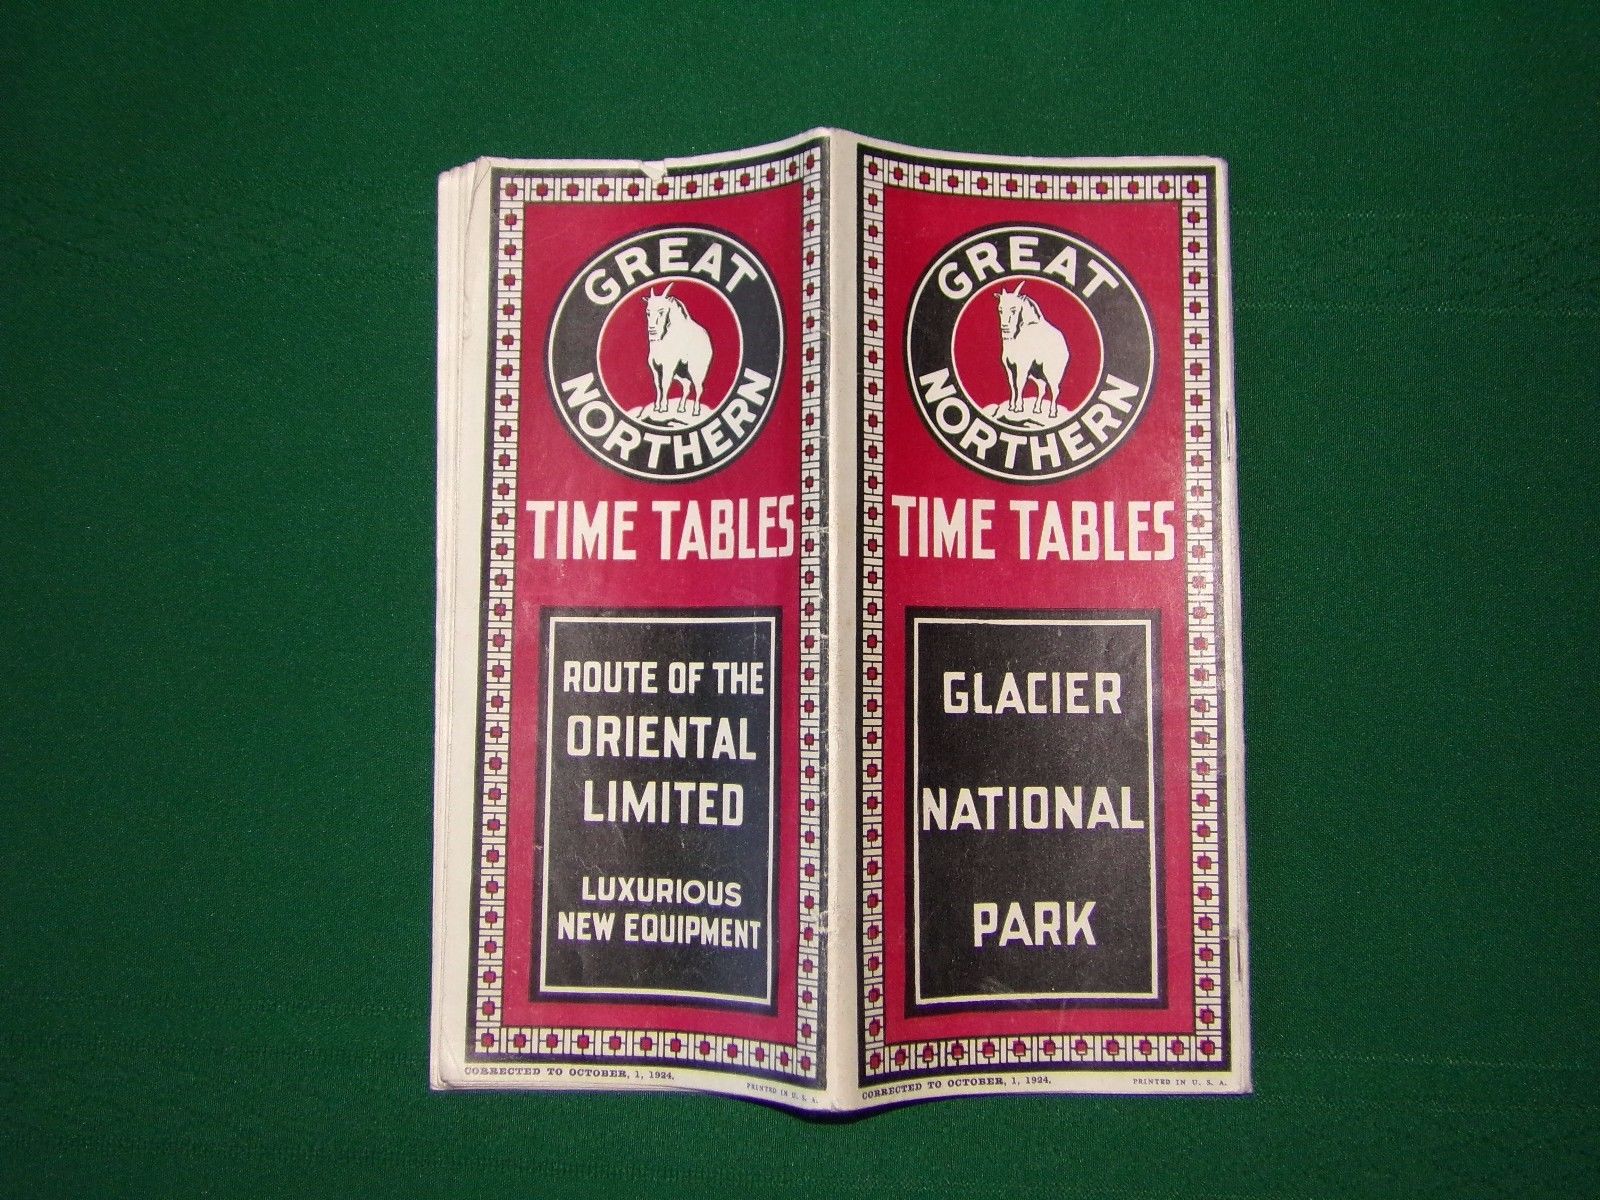 GREAT
NORTHERN
TIME TABLES
ROUTE OF THE
ORIENTAL
LIMITED
LUXURIOUS
NEW EQUIPMENT
CORRECTED TO OCTOBER, 1, 1924.
PRINTED IN U. S. A.
GREAT
NORTHERN
TIME TABLES
GLACIER
NATIONAL
PARK
CORRECTED TO OCTOBER, 1, 1924.
PRINTED IN U. S. A.